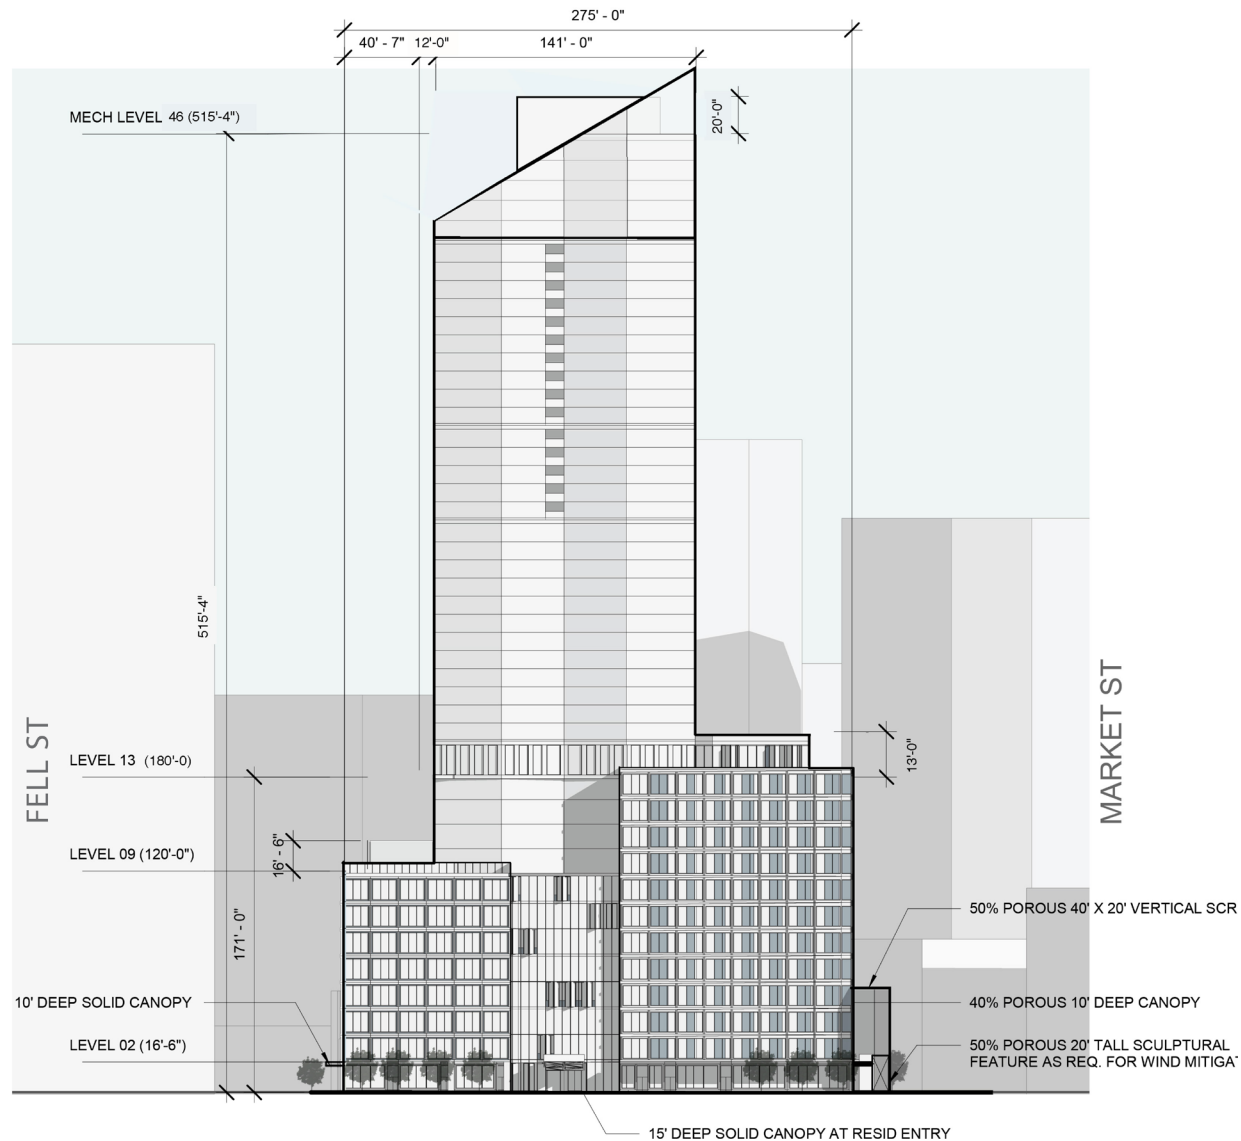 275' - 0"
40' - 7" 12'-0" 141' - 0"
MECH LEVEL 46 (515'-4")
20'-0"
515'-4"
FELL ST
MARKET ST
LEVEL 13 (180'-0)
13'-0"
LEVEL 09 (120'-0")
16' - 6"
171' - 0"
50% POROUS 40' X 20' VERTICAL SCR
10' DEEP SOLID CANOPY
40% POROUS 10' DEEP CANOPY
LEVEL 02 (16'-6")
50% POROUS 20' TALL SCULPTURAL
FEATURE AS REQ. FOR WIND MITIGAT
15' DEEP SOLID CANOPY AT RESID ENTRY